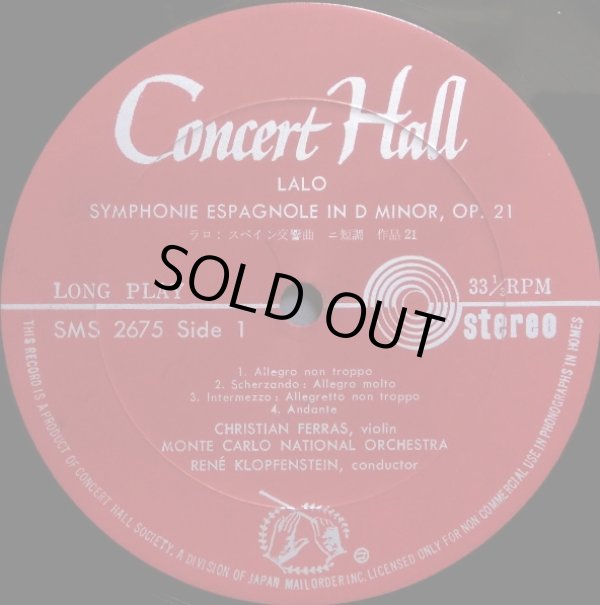 Concert Hall
LALO
SYMPHONIE ESPAGNOLE IN D MINOR, OP. 21
ラロ: スペイン交響曲 ニ短調 作品21
LONG PLAY
33⅓ RPM
SOLD OUT
SMS 2675 Side 1
stereo
1. Allegro non troppo
2. Scherzando: Allegro molto
3. Intermezzo: Allegretto non troppo
4. Andante
CHRISTIAN FERRAS, violin
MONTE CARLO NATIONAL ORCHESTRA
RENÉ KLOPFENSTEIN, conductor
THIS RECORD IS A PRODUCT OF CONCERT HALL SOCIETY, A DIVISION OF JAPAN MAIL ORDER INC. LICENSED ONLY FOR NON COMMERCIAL USE IN PHONOGRAPHS IN HOMES